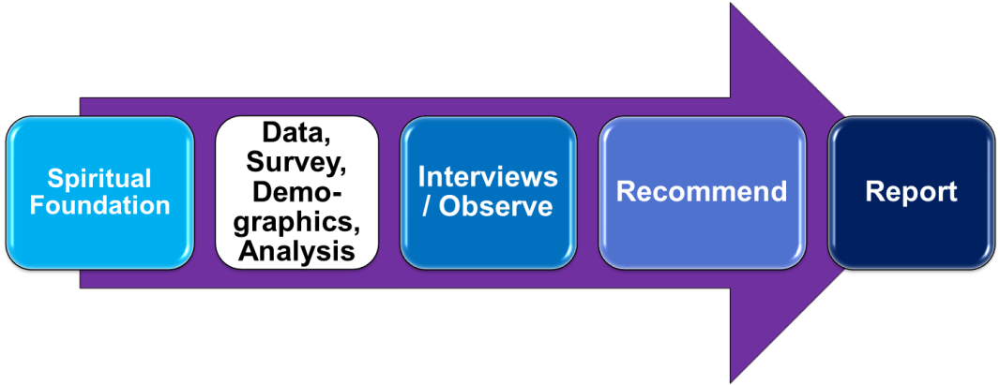 Spiritual
Foundation
Data,
Survey,
Demo-
graphics,
Analysis
Interviews
/ Observe
Recommend
Report